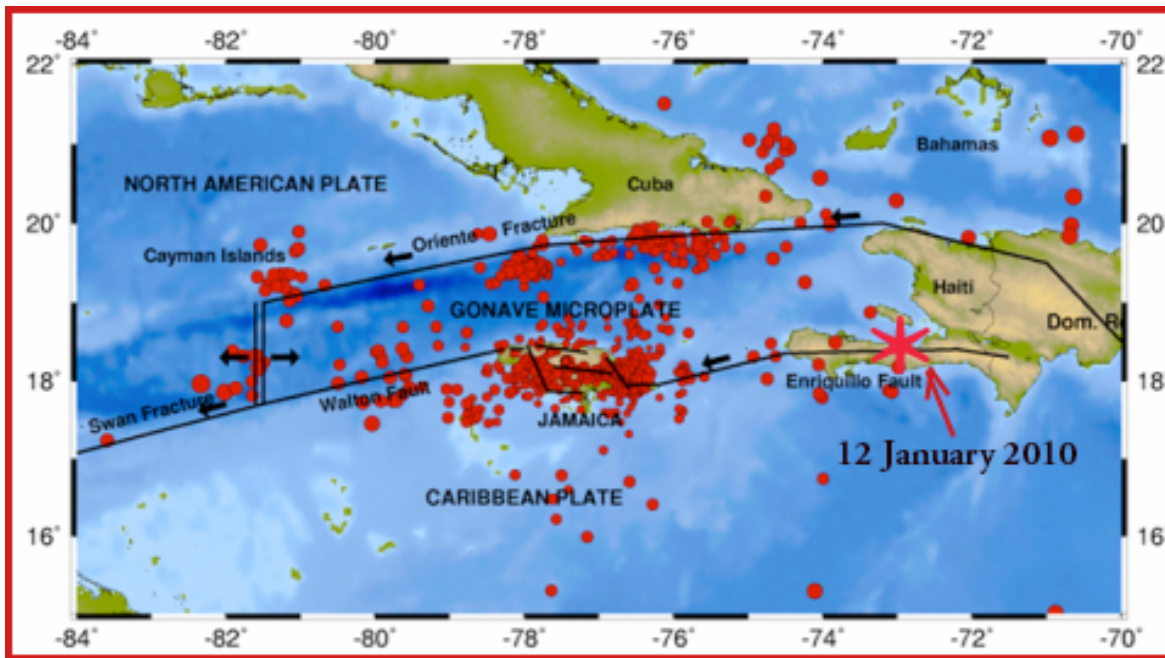 -84° -82° -80° -78° -76° -74° -72° -70°
22° 22°
Bahamas
NORTH AMERICAN PLATE
Cuba
20° 20°
Oriente Fracture
Cayman Islands
Haiti
GONAVE MICROPLATE
Dom. R
18° 18°
Enriquillo Fault
Walton Fault
Swan Fracture
JAMAICA
12 January 2010
CARIBBEAN PLATE
16° 16°
-84° -82° -80° -78° -76° -74° -72° -70°